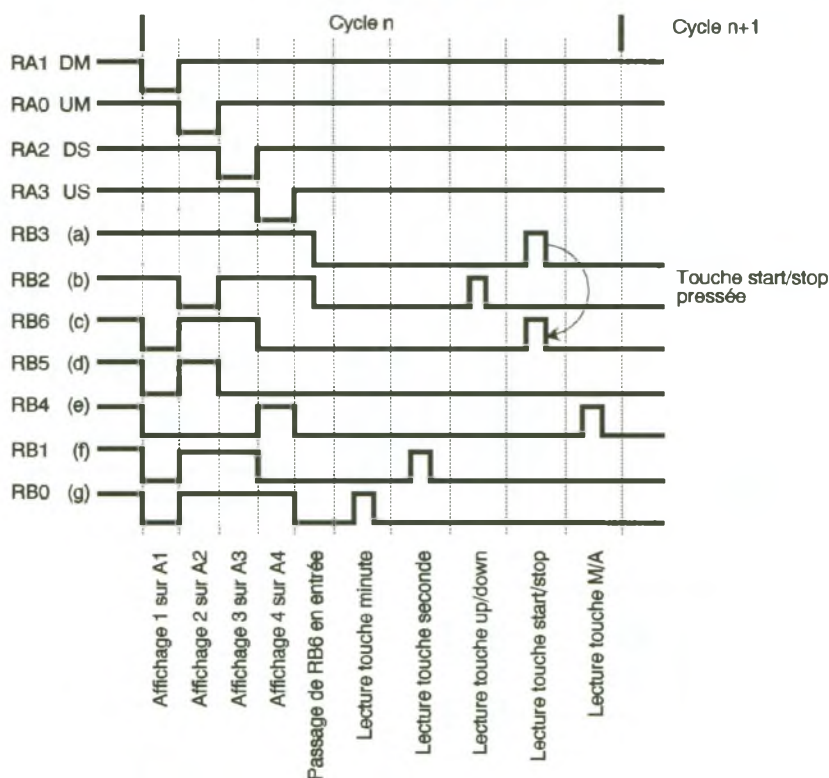 Cycle n
Cycle n+1
RA1 DM
RA0 UM
RA2 DS
RA3 US
RB3 (a)
RB2 (b)
RB6 (c)
RB5 (d)
RB4 (e)
RB1 (f)
RB0 (g)
Touche start/stop
pressée
Affichage 1 sur A1
Affichage 2 sur A2
Affichage 3 sur A3
Affichage 4 sur A4
Passage de RB6 en entrée
Lecture touche minute
Lecture touche seconde
Lecture touche up/down
Lecture touche start/stop
Lecture touche M/A